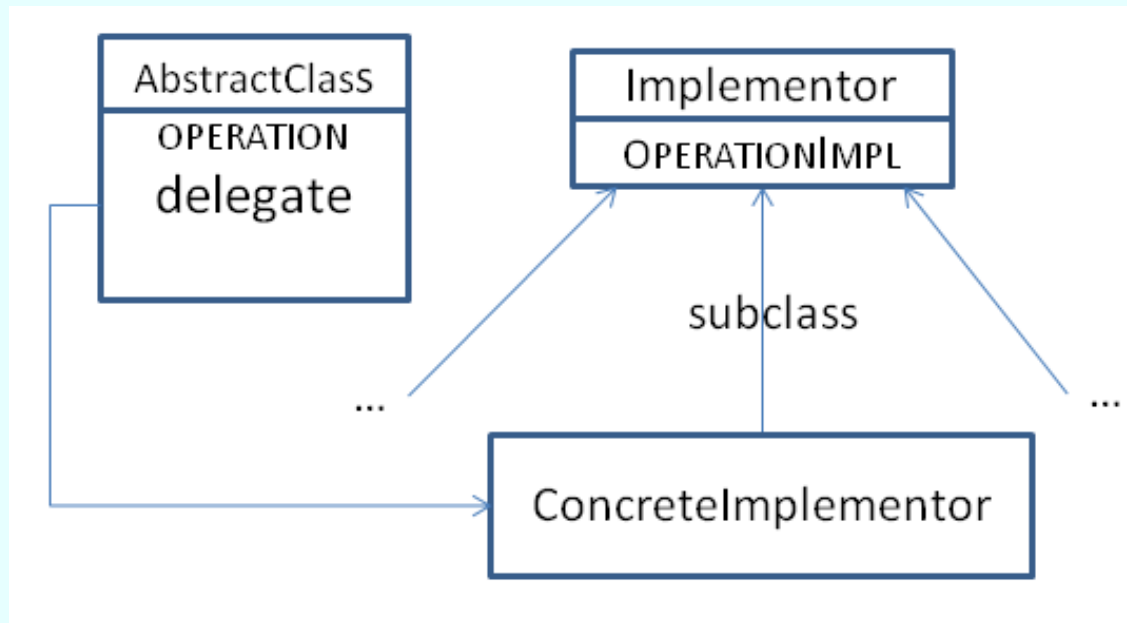 AbstractClass
OPERATION
delegate
Implementor
OPERATIONIMPL
subclass
...
...
ConcreteImplementor